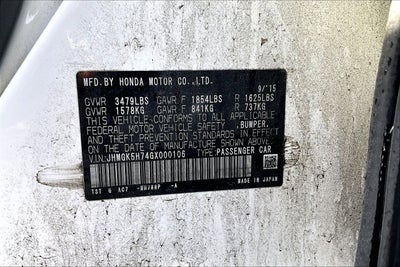 MFD.BY HONDA MOTOR CO.,LTD. 9/'15
GVWR 3479LBS GAWR F 1854LBS R 1625LBS
GVWR 1578KG GAWR F 841KG R 737KG
THIS VEHICLE CONFORMS TO ALL APPLICABLE
FEDERAL MOTOR VEHICLE SAFETY, BUMPER,
AND THEFT PREVENTION STANDARDS IN EFFECT ON
THE DATE OF MANUFACTURE SHOWN ABOVE.
V.I.N:JHMGK5H74GX000106 TYPE:PASSENGER CAR
TST G AC7 -A
MADE IN JAPAN